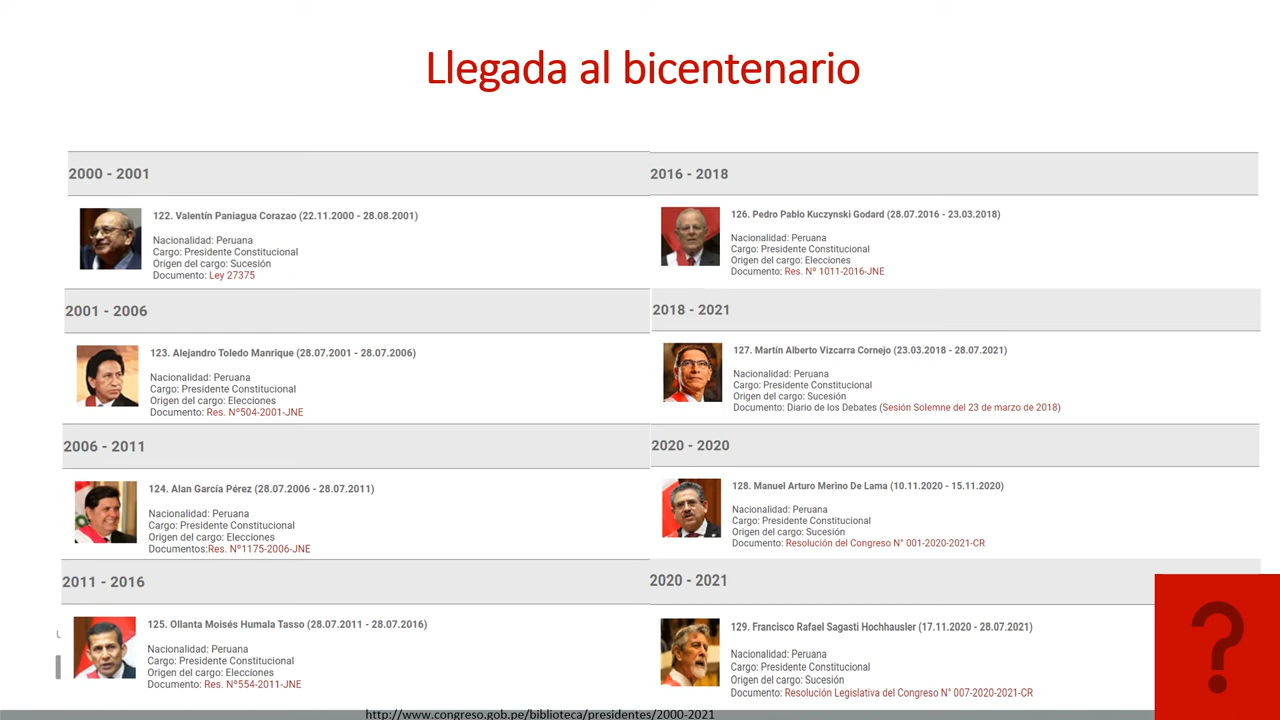 Llegada al bicentenario
2000 - 2001
122. Valentín Paniagua Corazao (22.11.2000 - 28.08.2001)
Nacionalidad: Peruana
Cargo: Presidente Constitucional
Origen del cargo: Sucesión
Documento: Ley 27375
2001 - 2006
123. Alejandro Toledo Manrique (28.07.2001 - 28.07.2006)
Nacionalidad: Peruana
Cargo: Presidente Constitucional
Origen del cargo: Elecciones
Documento: Res. Nº504-2001-JNE
2006 - 2011
124. Alan García Pérez (28.07.2006 - 28.07.2011)
Nacionalidad: Peruana
Cargo: Presidente Constitucional
Origen del cargo: Elecciones
Documentos:Res. Nº1175-2006-JNE
2011 - 2016
125. Ollanta Moisés Humala Tasso (28.07.2011 - 28.07.2016)
Nacionalidad: Peruana
Cargo: Presidente Constitucional
Origen del cargo: Elecciones
Documento: Res. Nº554-2011-JNE
2016 - 2018
126. Pedro Pablo Kuczynski Godard (28.07.2016 - 23.03.2018)
Nacionalidad: Peruana
Cargo: Presidente Constitucional
Origen del cargo: Elecciones
Documento: Res. Nº 1011-2016-JNE
2018 - 2021
127. Martín Alberto Vizcarra Cornejo (23.03.2018 - 28.07.2021)
Nacionalidad: Peruana
Cargo: Presidente Constitucional
Origen del cargo: Sucesión
Documento: Diario de los Debates (Sesión Solemne del 23 de marzo de 2018)
2020 - 2020
128. Manuel Arturo Merino De Lama (10.11.2020 - 15.11.2020)
Nacionalidad: Peruana
Cargo: Presidente Constitucional
Origen del cargo: Sucesión
Documento: Resolución del Congreso N° 001-2020-2021-CR
2020 - 2021
129. Francisco Rafael Sagasti Hochhausler (17.11.2020 - 28.07.2021)
Nacionalidad: Peruana
Cargo: Presidente Constitucional
Origen del cargo: Sucesión
Documento: Resolución Legislativa del Congreso N° 007-2020-2021-CR
?
http://www.congreso.gob.pe/biblioteca/presidentes/2000-2021